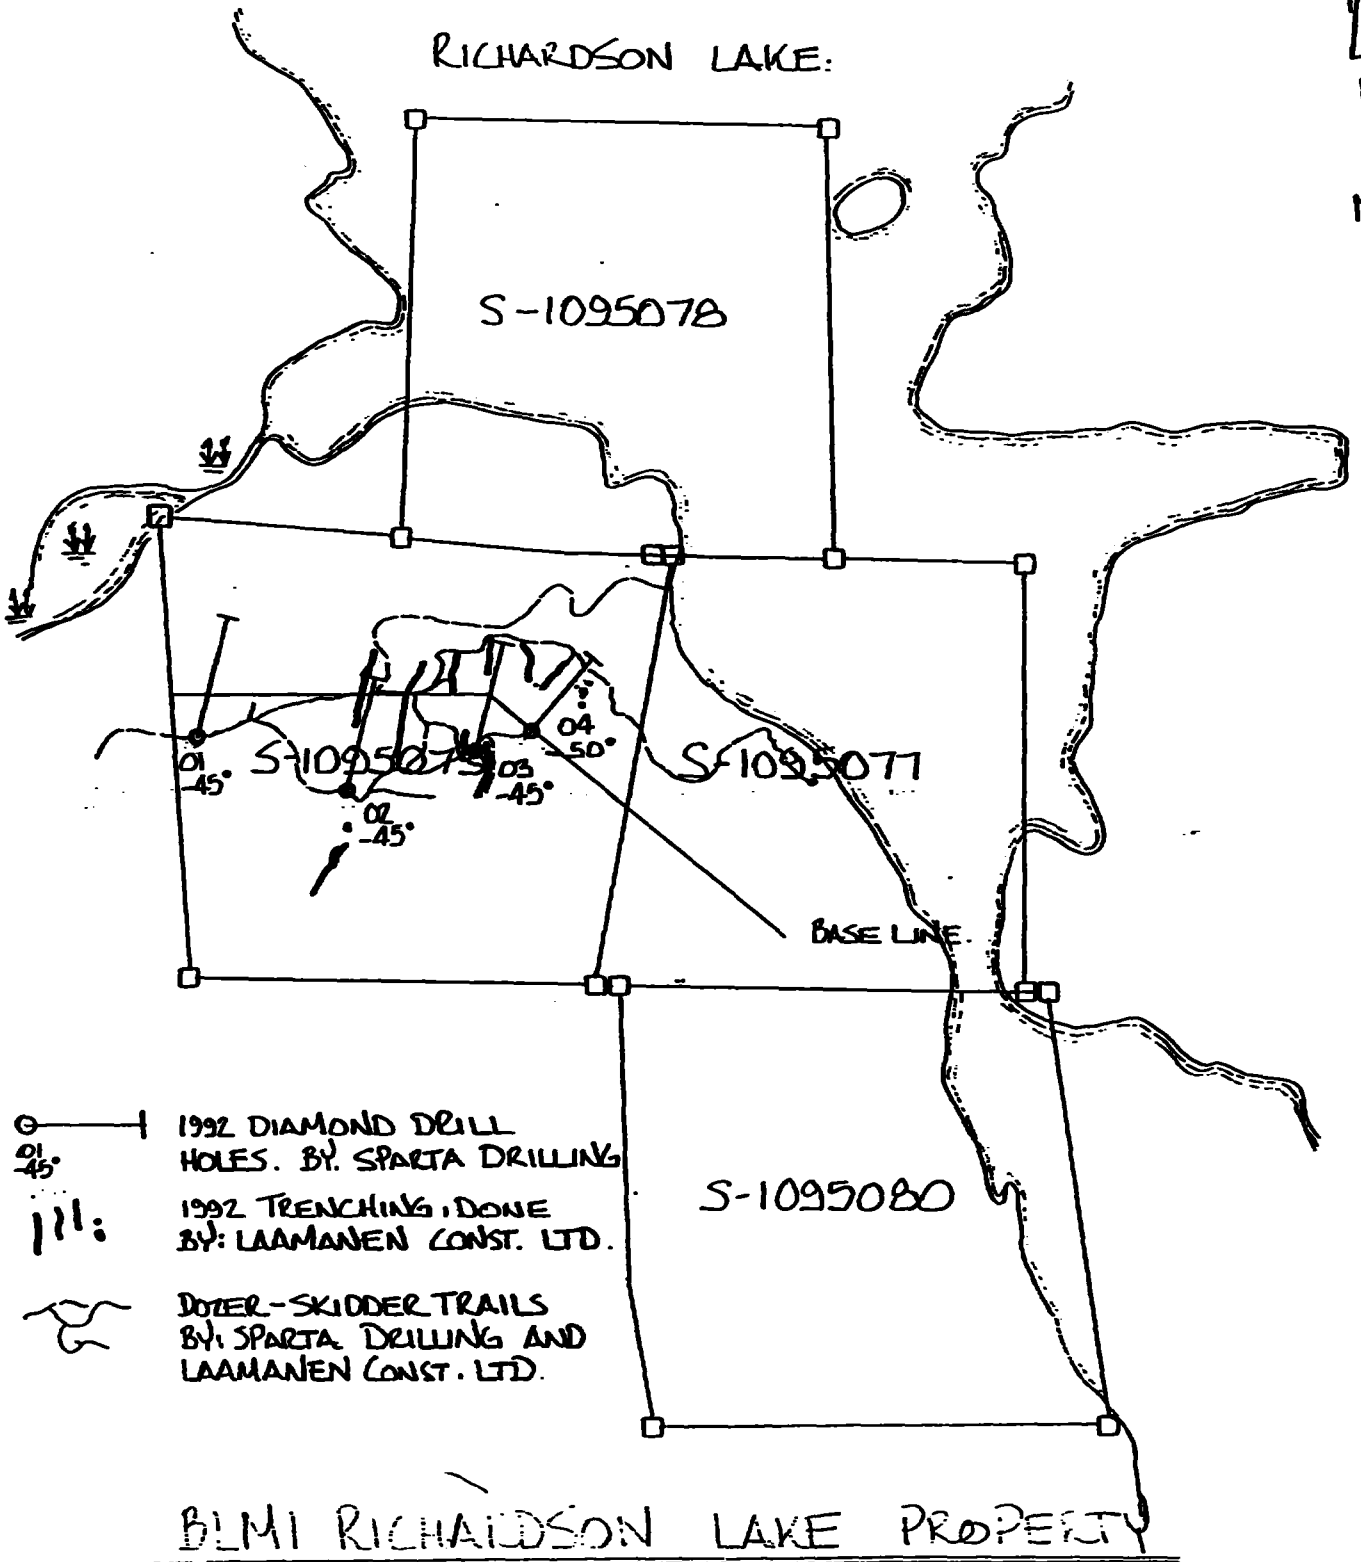 RICHARDSON LAKE:
S-1095078
01
-45°
02
-45°
03
-45°
04
-50°
S-1095077
BASE LINE.
01
-45°
1992 DIAMOND DRILL
HOLES. BY. SPARTA DRILLING
1992 TRENCHING, DONE
BY: LAAMANEN CONST. LTD.
S-1095080
DOZER-SKIDDER TRAILS
BY: SPARTA DRILLING AND
LAAMANEN CONST. LTD.
BLMI RICHARDSON LAKE PROPERTY